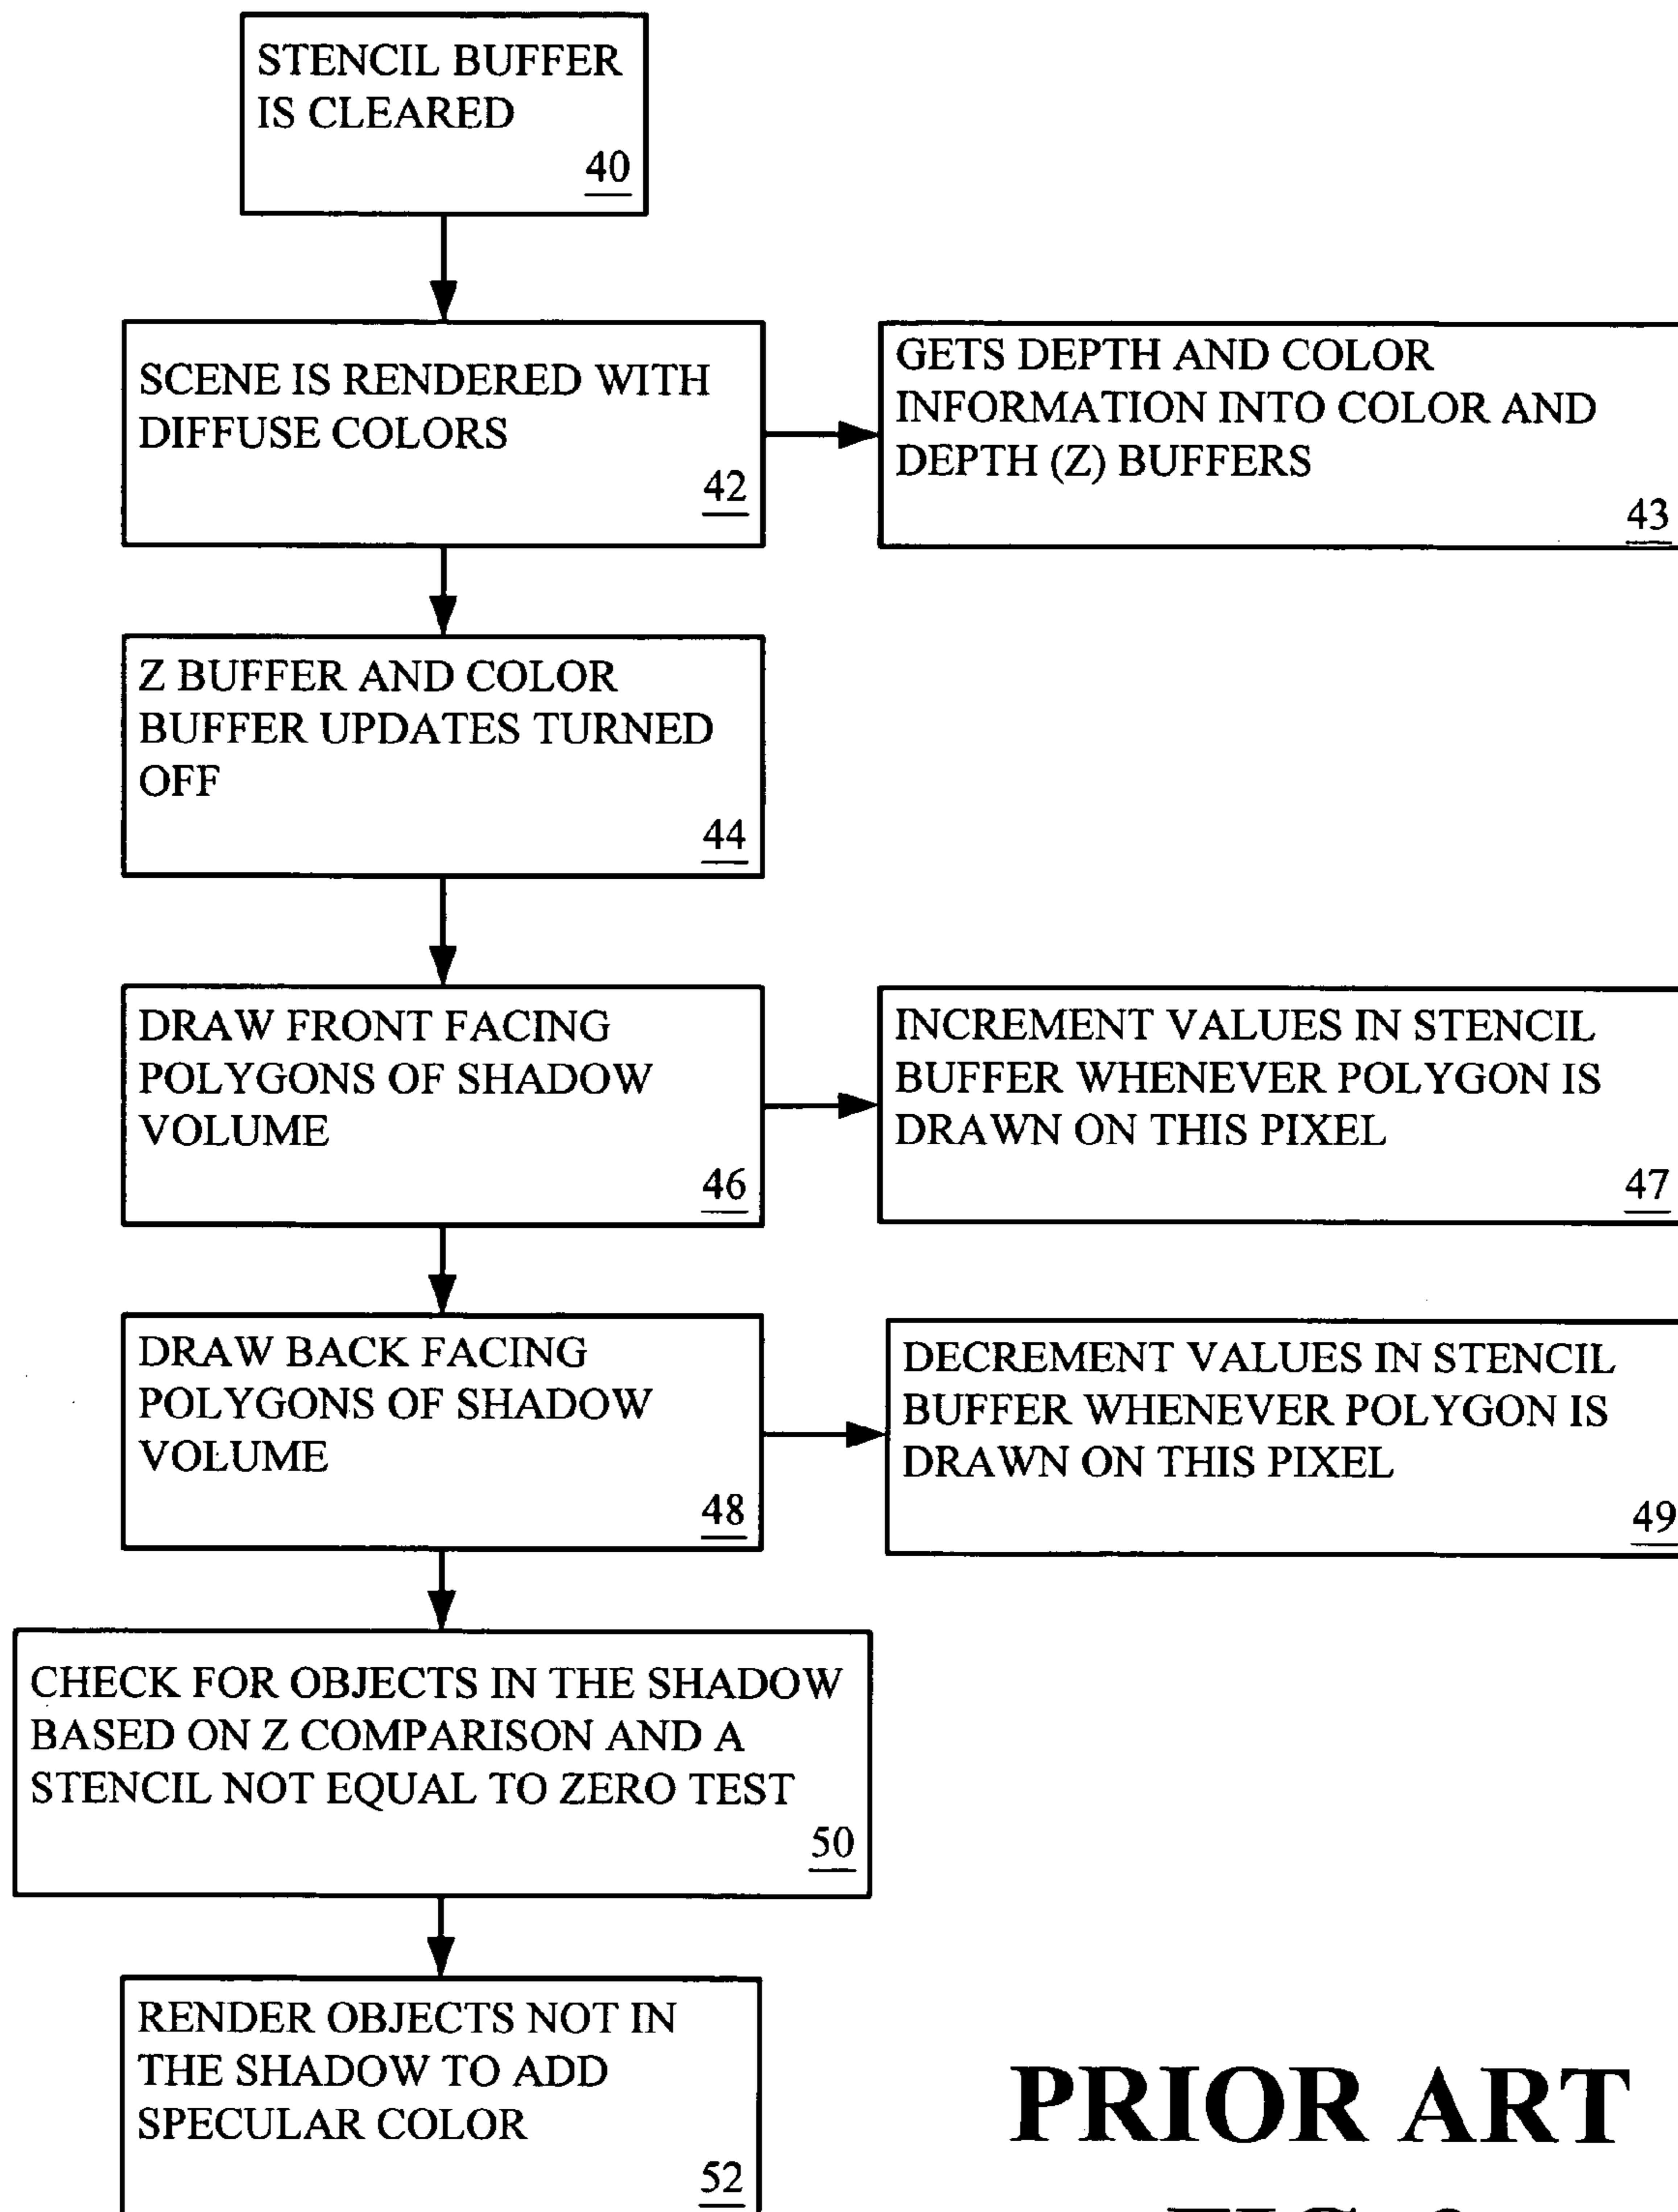 STENCIL BUFFER
IS CLEARED
40
SCENE IS RENDERED WITH
DIFFUSE COLORS
42
GETS DEPTH AND COLOR
INFORMATION INTO COLOR AND
DEPTH (Z) BUFFERS
43
Z BUFFER AND COLOR
BUFFER UPDATES TURNED
OFF
44
DRAW FRONT FACING
POLYGONS OF SHADOW
VOLUME
46
INCREMENT VALUES IN STENCIL
BUFFER WHENEVER POLYGON IS
DRAWN ON THIS PIXEL
47
DRAW BACK FACING
POLYGONS OF SHADOW
VOLUME
48
DECREMENT VALUES IN STENCIL
BUFFER WHENEVER POLYGON IS
DRAWN ON THIS PIXEL
49
CHECK FOR OBJECTS IN THE SHADOW
BASED ON Z COMPARISON AND A
STENCIL NOT EQUAL TO ZERO TEST
50
RENDER OBJECTS NOT IN
THE SHADOW TO ADD
SPECULAR COLOR
52
PRIOR ART